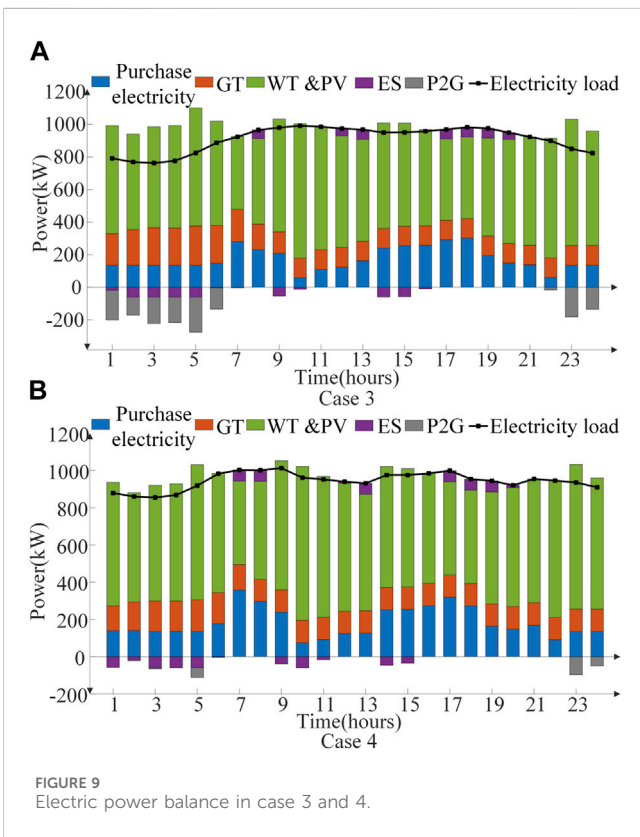 A
Purchase electricity GT WT &PV ES P2G Electricity load
1200
1000
800
600
400
200
0
-200
Power(kW)
1 3 5 7 9 11 13 15 17 19 21 23
Time(hours)
Case 3
B
Purchase electricity GT WT &PV ES P2G Electricity load
1200
1000
800
600
400
200
0
-200
Power(kW)
1 3 5 7 9 11 13 15 17 19 21 23
Time(hours)
Case 4
FIGURE 9
Electric power balance in case 3 and 4.